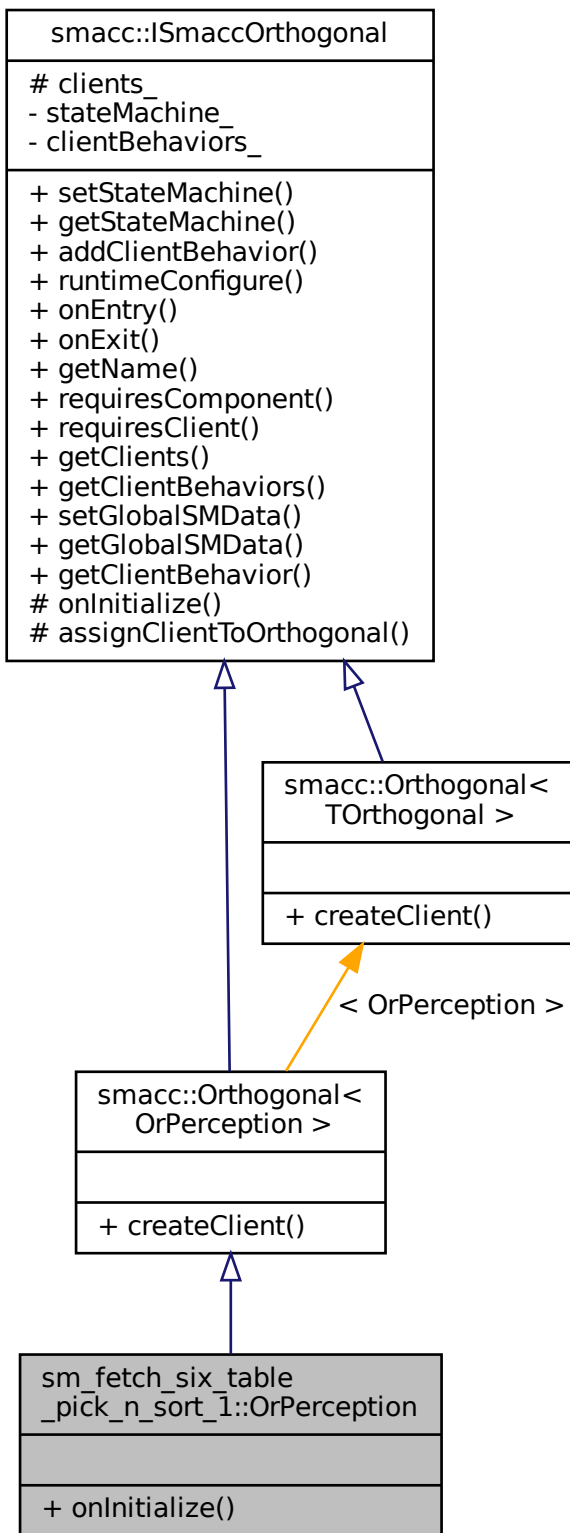 smacc::ISmaccOrthogonal
# clients_
- stateMachine_
- clientBehaviors_
+ setStateMachine()
+ getStateMachine()
+ addClientBehavior()
+ runtimeConfigure()
+ onEntry()
+ onExit()
+ getName()
+ requiresComponent()
+ requiresClient()
+ getClients()
+ getClientBehaviors()
+ setGlobalSMData()
+ getGlobalSMData()
+ getClientBehavior()
# onInitialize()
# assignClientToOrthogonal()
smacc::Orthogonal<
TOrthogonal >
+ createClient()
< OrPerception >
smacc::Orthogonal<
OrPerception >
+ createClient()
sm_fetch_six_table
_pick_n_sort_1::OrPerception
+ onInitialize()